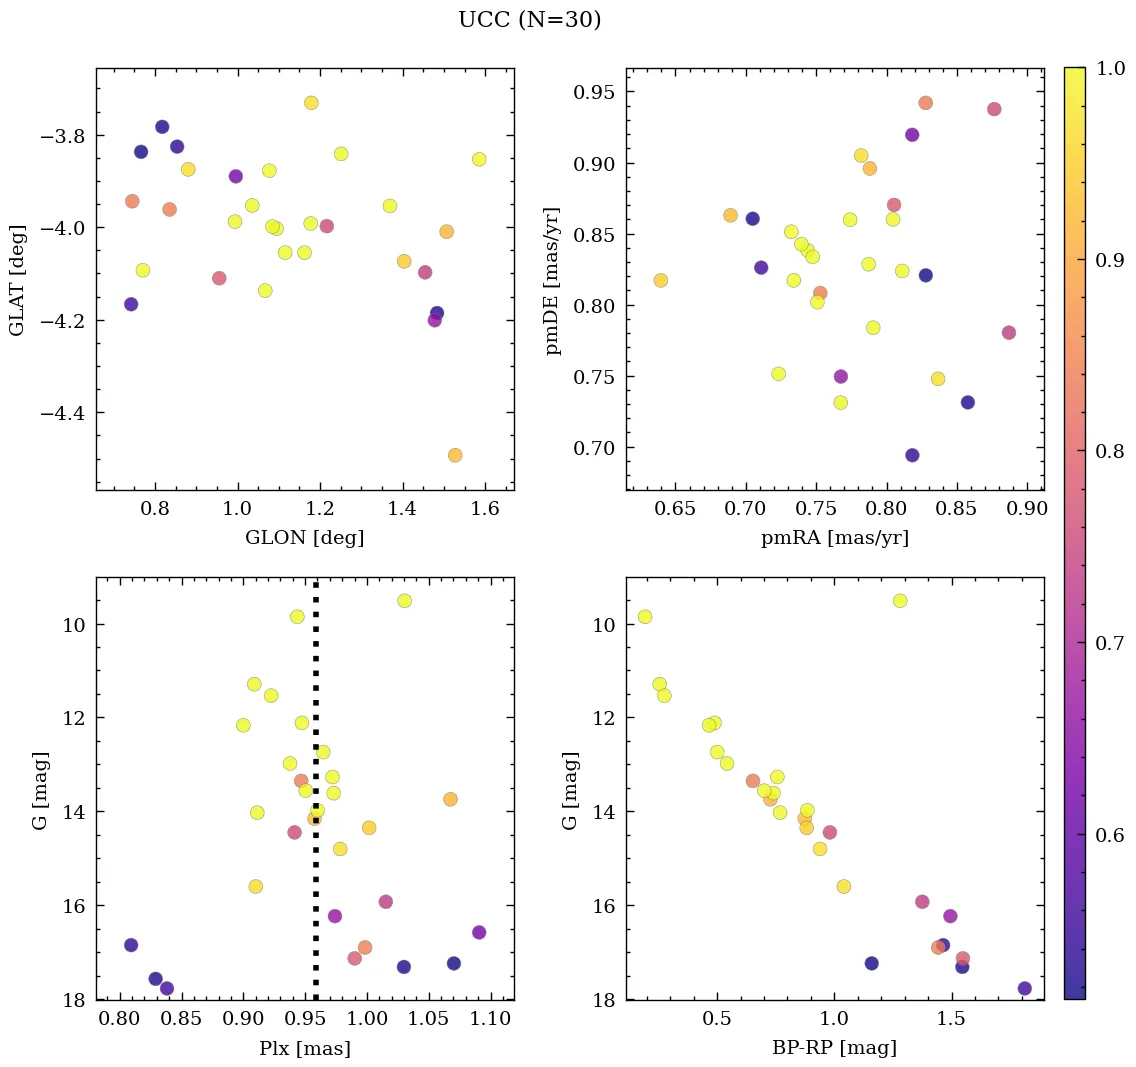 UCC (N=30)
−3.8
−4.0
−4.2
−4.4
GLAT [deg]
0.8 1.0 1.2 1.4 1.6
GLON [deg]
0.95
0.90
0.85
0.80
0.75
0.70
pmDE [mas/yr]
0.65 0.70 0.75 0.80 0.85 0.90
pmRA [mas/yr]
10
12
14
16
18
G [mag]
0.80 0.85 0.90 0.95 1.00 1.05 1.10
Plx [mas]
10
12
14
16
18
G [mag]
0.5 1.0 1.5
BP-RP [mag]
1.0
0.9
0.8
0.7
0.6